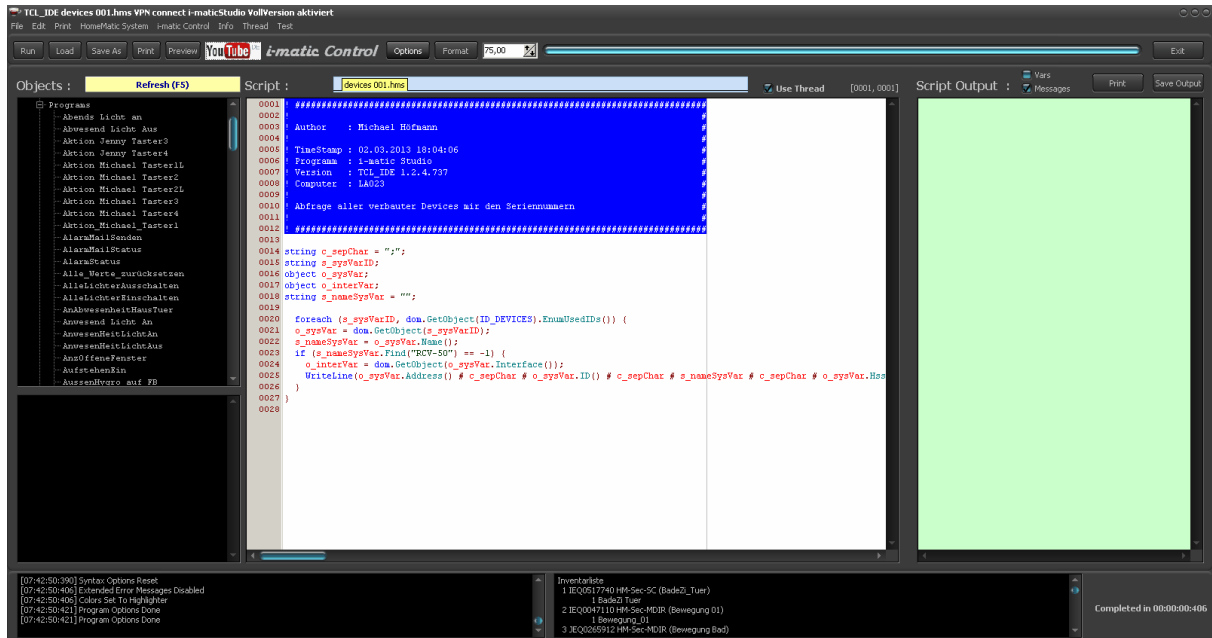 TCL_IDE devices 001.hms VPN connect i-maticStudio VollVersion aktiviert
File Edit Print HomeMatic System i-matic Control Info Thread Test
Run Load Save As Print Preview YouTube i-matic Control Options Format 75,00 Exit
Objects : Refresh (F5) Script : devices 001.hms Use Thread [0001, 0001] Script Output : Vars Messages Print Save Output
Programs
Abends Licht an
Abwesend Licht Aus
Aktion Jenny Taster3
Aktion Jenny Taster4
Aktion Michael Taster1L
Aktion Michael Taster2
Aktion Michael Taster2L
Aktion Michael Taster3
Aktion Michael Taster4
Aktion_Michael_Taster1
AlarmMailSenden
AlarmMailStatus
AlarmStatus
Alle_Werte_zurücksetzen
AlleLichterAusschalten
AlleLichterEinschalten
AnAbwesenheitHausTuer
Anwesend Licht An
AnwesenHeitLichtAn
AnwesenHeitLichtAus
AnzOffeneFenster
AufstehenEin
AussenHygro auf FB
0001 ! ######################################################################
0002 ! #
0003 ! Author : Michael Höfmann #
0004 ! #
0005 ! TimeStamp : 02.03.2013 18:04:06 #
0006 ! Programm : i-matic Studio #
0007 ! Version : TCL_IDE 1.2.4.737 #
0008 ! Computer : LA023 #
0009 ! #
0010 ! Abfrage aller verbauter Devices mir den Seriennummern #
0011 ! #
0012 ! ######################################################################
0013
0014 string c_sepChar = ";";
0015 string s_sysVarID;
0016 object o_sysVar;
0017 object o_interVar;
0018 string s_nameSysVar = "";
0019
0020 foreach (s_sysVarID, dom.GetObject(ID_DEVICES).EnumUsedIDs()) {
0021 o_sysVar = dom.GetObject(s_sysVarID);
0022 s_nameSysVar = o_sysVar.Name();
0023 if (s_nameSysVar.Find("RCV-50") == -1) {
0024 o_interVar = dom.GetObject(o_sysVar.Interface());
0025 WriteLine(o_sysVar.Address() # c_sepChar # o_sysVar.ID() # c_sepChar # s_nameSysVar # c_sepChar # o_sysVar.Hss
0026 }
0027 }
0028
[07:42:50:390] Syntax Options Reset
[07:42:50:406] Extended Error Messages Disabled
[07:42:50:406] Colors Set To Highlighter
[07:42:50:421] Program Options Done
[07:42:50:421] Program Options Done
Inventarliste
1 IEQ0517740 HM-Sec-SC (BadeZi_Tuer)
1 BadeZi Tuer
2 IEQ0047110 HM-Sec-MDIR (Bewegung 01)
1 Bewegung_01
3 JEQ0265912 HM-Sec-MDIR (Bewegung Bad)
Completed in 00:00:00:406